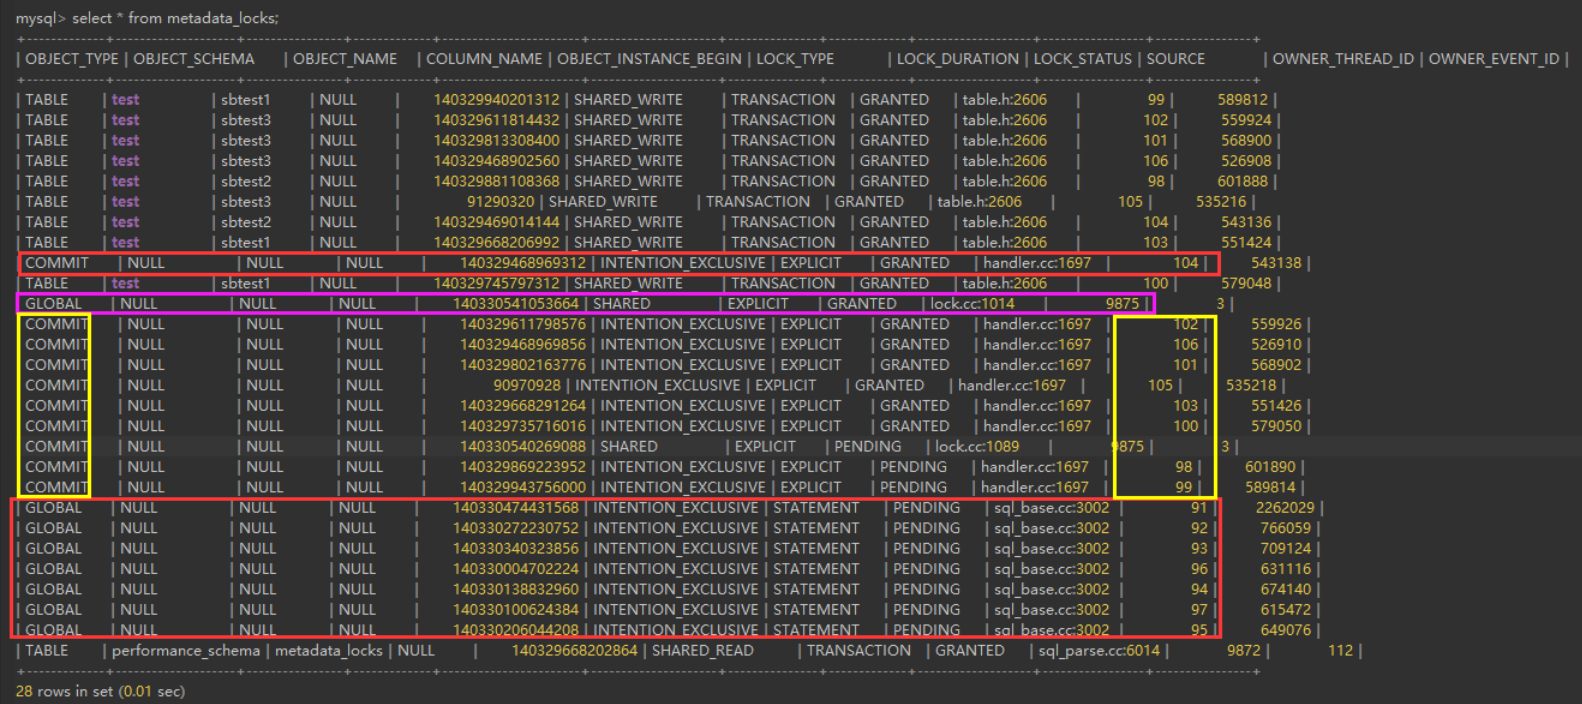 mysql> select * from metadata_locks;
+-------------+---------------+-------------+-------------+-----------------------+-------------+---------------+-------------+---------------+-------------+
| OBJECT_TYPE | OBJECT_SCHEMA | OBJECT_NAME | COLUMN_NAME | OBJECT_INSTANCE_BEGIN | LOCK_TYPE | LOCK_DURATION | LOCK_STATUS | SOURCE | OWNER_THREAD_ID | OWNER_EVENT_ID |
+-------------+---------------+-------------+-------------+-----------------------+-------------+---------------+-------------+---------------+-------------+
| TABLE | test | sbtest1 | NULL | 140329940201312 | SHARED_WRITE | TRANSACTION | GRANTED | table.h:2606 | 99 | 589812 |
| TABLE | test | sbtest3 | NULL | 140329611814432 | SHARED_WRITE | TRANSACTION | GRANTED | table.h:2606 | 102 | 559924 |
| TABLE | test | sbtest3 | NULL | 140329813308400 | SHARED_WRITE | TRANSACTION | GRANTED | table.h:2606 | 101 | 568900 |
| TABLE | test | sbtest3 | NULL | 140329468902560 | SHARED_WRITE | TRANSACTION | GRANTED | table.h:2606 | 106 | 526908 |
| TABLE | test | sbtest2 | NULL | 140329881108368 | SHARED_WRITE | TRANSACTION | GRANTED | table.h:2606 | 98 | 601888 |
| TABLE | test | sbtest3 | NULL | 91290320 | SHARED_WRITE | TRANSACTION | GRANTED | table.h:2606 | 105 | 535216 |
| TABLE | test | sbtest2 | NULL | 140329469014144 | SHARED_WRITE | TRANSACTION | GRANTED | table.h:2606 | 104 | 543136 |
| TABLE | test | sbtest1 | NULL | 140329668206992 | SHARED_WRITE | TRANSACTION | GRANTED | table.h:2606 | 103 | 551424 |
| COMMIT | NULL | NULL | NULL | 140329468969312 | INTENTION_EXCLUSIVE | EXPLICIT | GRANTED | handler.cc:1697 | 104 | 543138 |
| TABLE | test | sbtest1 | NULL | 140329745797312 | SHARED_WRITE | TRANSACTION | GRANTED | table.h:2606 | 100 | 579048 |
| GLOBAL | NULL | NULL | NULL | 140330541053664 | SHARED | EXPLICIT | GRANTED | lock.cc:1014 | 9875 | 3 |
| COMMIT | NULL | NULL | NULL | 140329611798576 | INTENTION_EXCLUSIVE | EXPLICIT | GRANTED | handler.cc:1697 | 102 | 559926 |
| COMMIT | NULL | NULL | NULL | 140329468969856 | INTENTION_EXCLUSIVE | EXPLICIT | GRANTED | handler.cc:1697 | 106 | 526910 |
| COMMIT | NULL | NULL | NULL | 140329802163776 | INTENTION_EXCLUSIVE | EXPLICIT | GRANTED | handler.cc:1697 | 101 | 568902 |
| COMMIT | NULL | NULL | NULL | 90970928 | INTENTION_EXCLUSIVE | EXPLICIT | GRANTED | handler.cc:1697 | 105 | 535218 |
| COMMIT | NULL | NULL | NULL | 140329668291264 | INTENTION_EXCLUSIVE | EXPLICIT | GRANTED | handler.cc:1697 | 103 | 551426 |
| COMMIT | NULL | NULL | NULL | 140329735716016 | INTENTION_EXCLUSIVE | EXPLICIT | GRANTED | handler.cc:1697 | 100 | 579050 |
| COMMIT | NULL | NULL | NULL | 140330540269088 | SHARED | EXPLICIT | PENDING | lock.cc:1089 | 9875 | 3 |
| COMMIT | NULL | NULL | NULL | 140329869223952 | INTENTION_EXCLUSIVE | EXPLICIT | PENDING | handler.cc:1697 | 98 | 601890 |
| COMMIT | NULL | NULL | NULL | 140329943756000 | INTENTION_EXCLUSIVE | EXPLICIT | PENDING | handler.cc:1697 | 99 | 589814 |
| GLOBAL | NULL | NULL | NULL | 140330474431568 | INTENTION_EXCLUSIVE | STATEMENT | PENDING | sql_base.cc:3002 | 91 | 2262029 |
| GLOBAL | NULL | NULL | NULL | 140330272230752 | INTENTION_EXCLUSIVE | STATEMENT | PENDING | sql_base.cc:3002 | 92 | 766059 |
| GLOBAL | NULL | NULL | NULL | 140330340323856 | INTENTION_EXCLUSIVE | STATEMENT | PENDING | sql_base.cc:3002 | 93 | 709124 |
| GLOBAL | NULL | NULL | NULL | 140330004702224 | INTENTION_EXCLUSIVE | STATEMENT | PENDING | sql_base.cc:3002 | 96 | 631116 |
| GLOBAL | NULL | NULL | NULL | 140330138832960 | INTENTION_EXCLUSIVE | STATEMENT | PENDING | sql_base.cc:3002 | 94 | 674140 |
| GLOBAL | NULL | NULL | NULL | 140330100624384 | INTENTION_EXCLUSIVE | STATEMENT | PENDING | sql_base.cc:3002 | 97 | 615472 |
| GLOBAL | NULL | NULL | NULL | 140330206044208 | INTENTION_EXCLUSIVE | STATEMENT | PENDING | sql_base.cc:3002 | 95 | 649076 |
| TABLE | performance_schema | metadata_locks | NULL | 140329668202864 | SHARED_READ | TRANSACTION | GRANTED | sql_parse.cc:6014 | 9872 | 112 |
+-------------+---------------+-------------+-------------+-----------------------+-------------+---------------+-------------+---------------+-------------+
28 rows in set (0.01 sec)